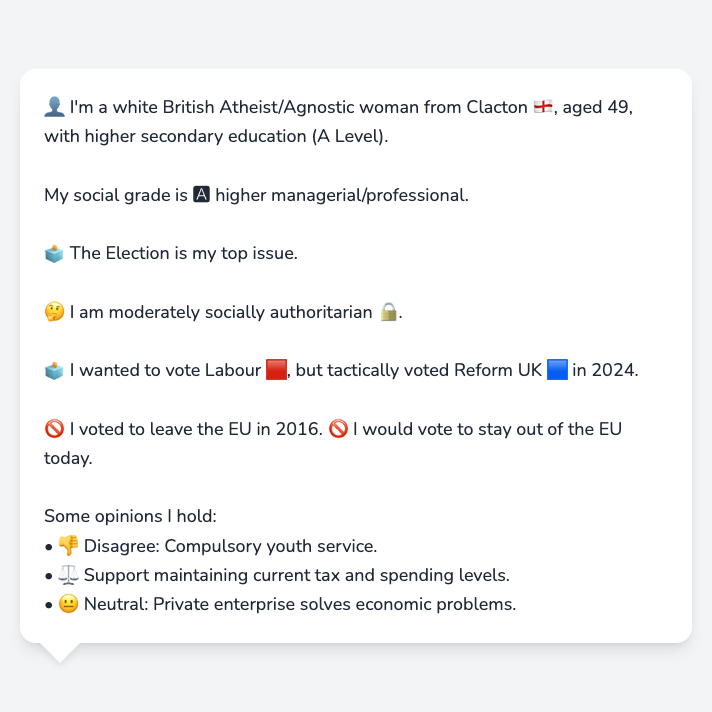 👤 I'm a white British Atheist/Agnostic woman from Clacton 🏴󠁧󠁢󠁥󠁮󠁧󠁿, aged 49,
with higher secondary education (A Level).
My social grade is 🅰 higher managerial/professional.
🗳️ The Election is my top issue.
🤔 I am moderately socially authoritarian 🔒.
🗳️ I wanted to vote Labour 🟥, but tactically voted Reform UK 🟦 in 2024.
🚫 I voted to leave the EU in 2016. 🚫 I would vote to stay out of the EU
today.
Some opinions I hold:
• 👎 Disagree: Compulsory youth service.
• ⚖️ Support maintaining current tax and spending levels.
• 😐 Neutral: Private enterprise solves economic problems.